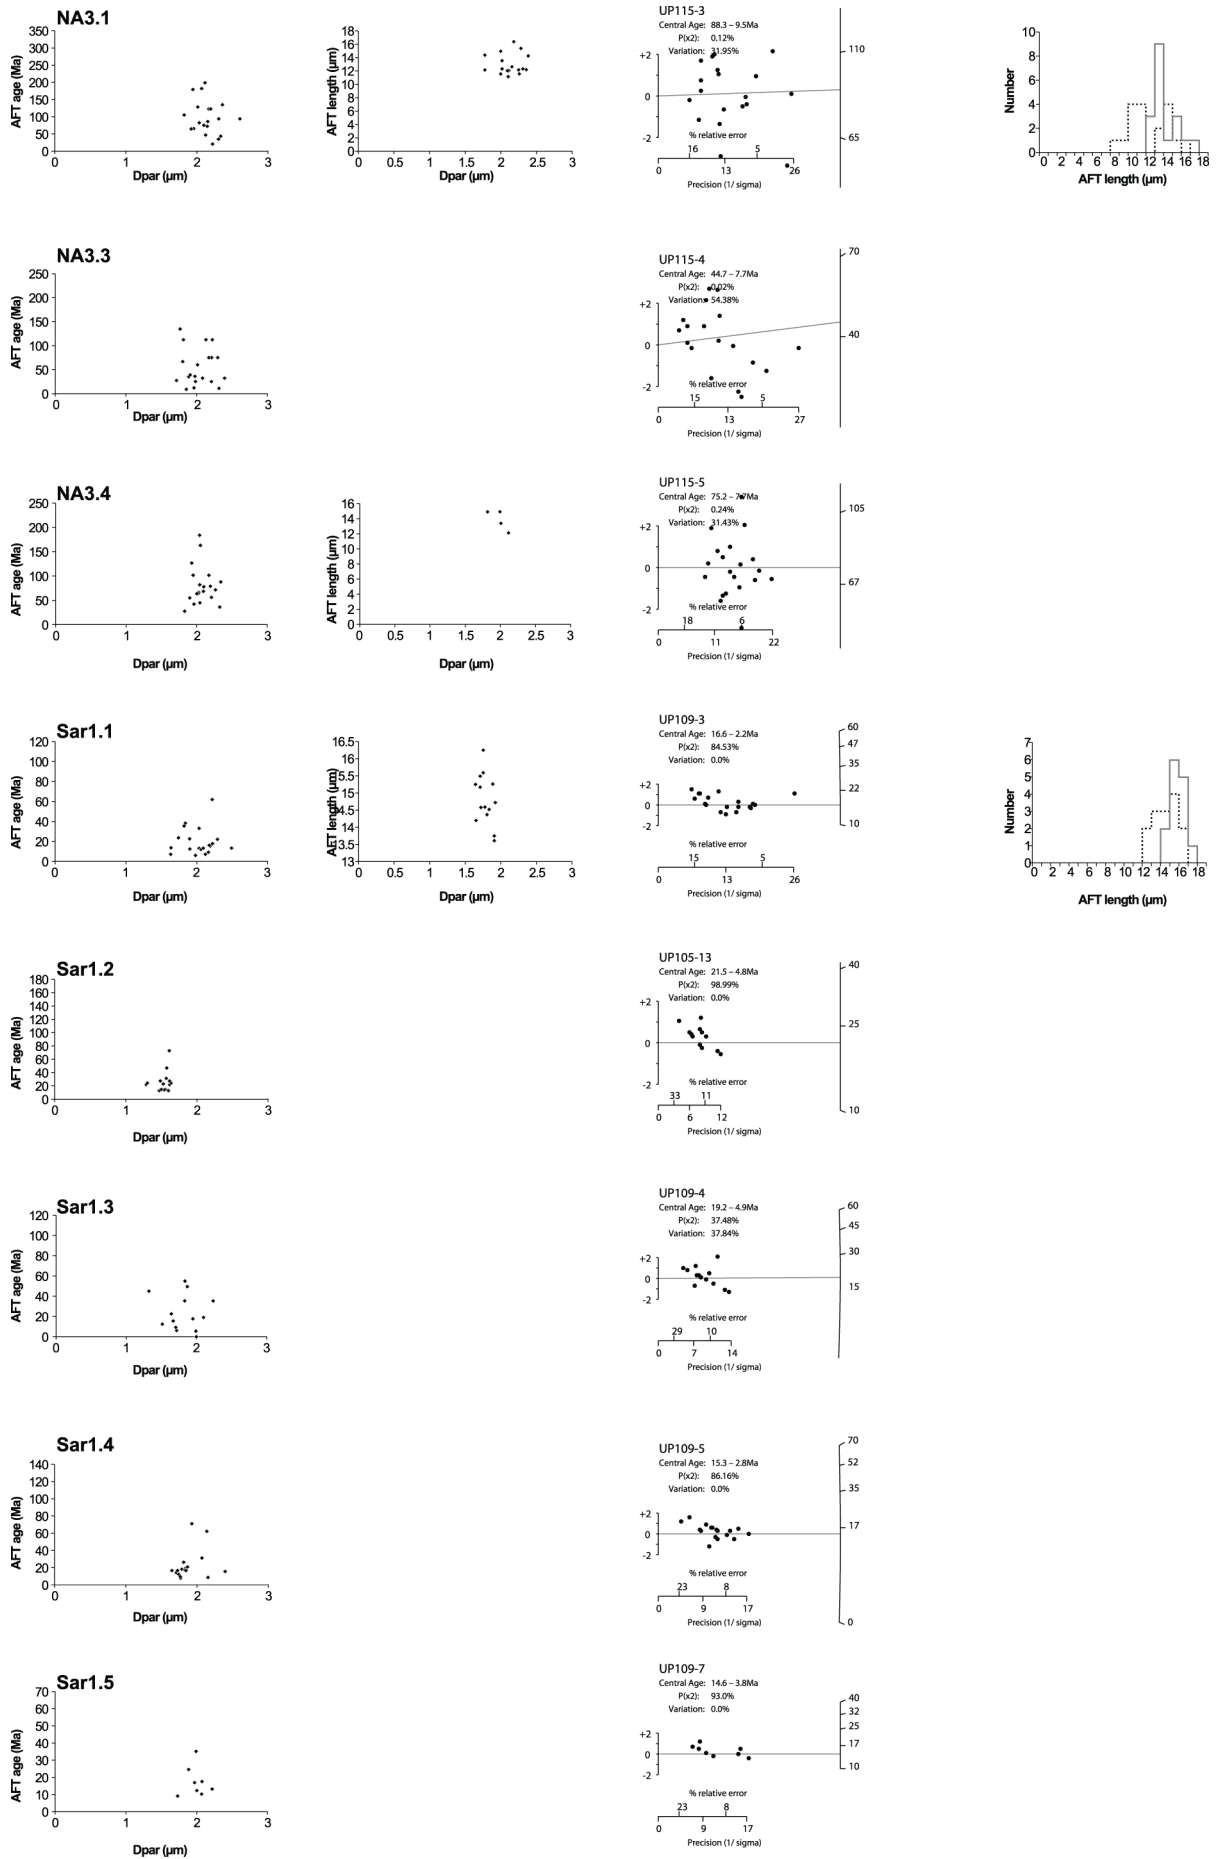 NA3.1
AFT age (Ma)
350
300
250
200
150
100
50
0
0 1 2 3
Dpar (µm)
AFT length (µm)
18
16
14
12
10
8
6
4
2
0
0 0.5 1 1.5 2 2.5 3
Dpar (µm)
UP115-3
Central Age: 88.3 – 9.5Ma
P(x2): 0.12%
Variation: 31.95%
+2
0
-2
110
65
% relative error
16 5
0 13 26
Precision (1/ sigma)
Number
10
8
6
4
2
0
0 2 4 6 8 10 12 14 16 18
AFT length (µm)
NA3.3
AFT age (Ma)
250
200
150
100
50
0
0 1 2 3
Dpar (µm)
UP115-4
Central Age: 44.7 – 7.7Ma
P(x2): 0.02%
Variation: 54.38%
+2
0
-2
70
40
% relative error
15 5
0 13 27
Precision (1/ sigma)
NA3.4
AFT age (Ma)
250
200
150
100
50
0
0 1 2 3
Dpar (µm)
AFT length (µm)
16
14
12
10
8
6
4
2
0
0 0.5 1 1.5 2 2.5 3
Dpar (µm)
UP115-5
Central Age: 75.2 – 7.7Ma
P(x2): 0.24%
Variation: 31.43%
+2
0
-2
105
67
% relative error
18 6
0 11 22
Precision (1/ sigma)
Sar1.1
AFT age (Ma)
120
100
80
60
40
20
0
0 1 2 3
Dpar (µm)
AFT length (µm)
16.5
16
15.5
15
14.5
14
13.5
13
0 0.5 1 1.5 2 2.5 3
Dpar (µm)
UP109-3
Central Age: 16.6 – 2.2Ma
P(x2): 84.53%
Variation: 0.0%
+2
0
-2
60
47
35
22
10
% relative error
15 5
0 13 26
Precision (1/ sigma)
Number
7
6
5
4
3
2
1
0
0 2 4 6 8 10 12 14 16 18
AFT length (µm)
Sar1.2
AFT age (Ma)
180
160
140
120
100
80
60
40
20
0
0 1 2 3
Dpar (µm)
UP105-13
Central Age: 21.5 – 4.8Ma
P(x2): 98.99%
Variation: 0.0%
+2
0
-2
40
25
10
% relative error
33 11
0 6 12
Precision (1/ sigma)
Sar1.3
AFT age (Ma)
120
100
80
60
40
20
0
0 1 2 3
Dpar (µm)
UP109-4
Central Age: 19.2 – 4.9Ma
P(x2): 37.48%
Variation: 37.84%
+2
0
-2
60
45
30
15
% relative error
29 10
0 7 14
Precision (1/ sigma)
Sar1.4
AFT age (Ma)
140
120
100
80
60
40
20
0
0 1 2 3
Dpar (µm)
UP109-5
Central Age: 15.3 – 2.8Ma
P(x2): 86.16%
Variation: 0.0%
+2
0
-2
70
52
35
17
0
% relative error
23 8
0 9 17
Precision (1/ sigma)
Sar1.5
AFT age (Ma)
70
60
50
40
30
20
10
0
0 1 2 3
Dpar (µm)
UP109-7
Central Age: 14.6 – 3.8Ma
P(x2): 93.0%
Variation: 0.0%
+2
0
-2
40
32
25
17
10
% relative error
23 8
0 9 17
Precision (1/ sigma)